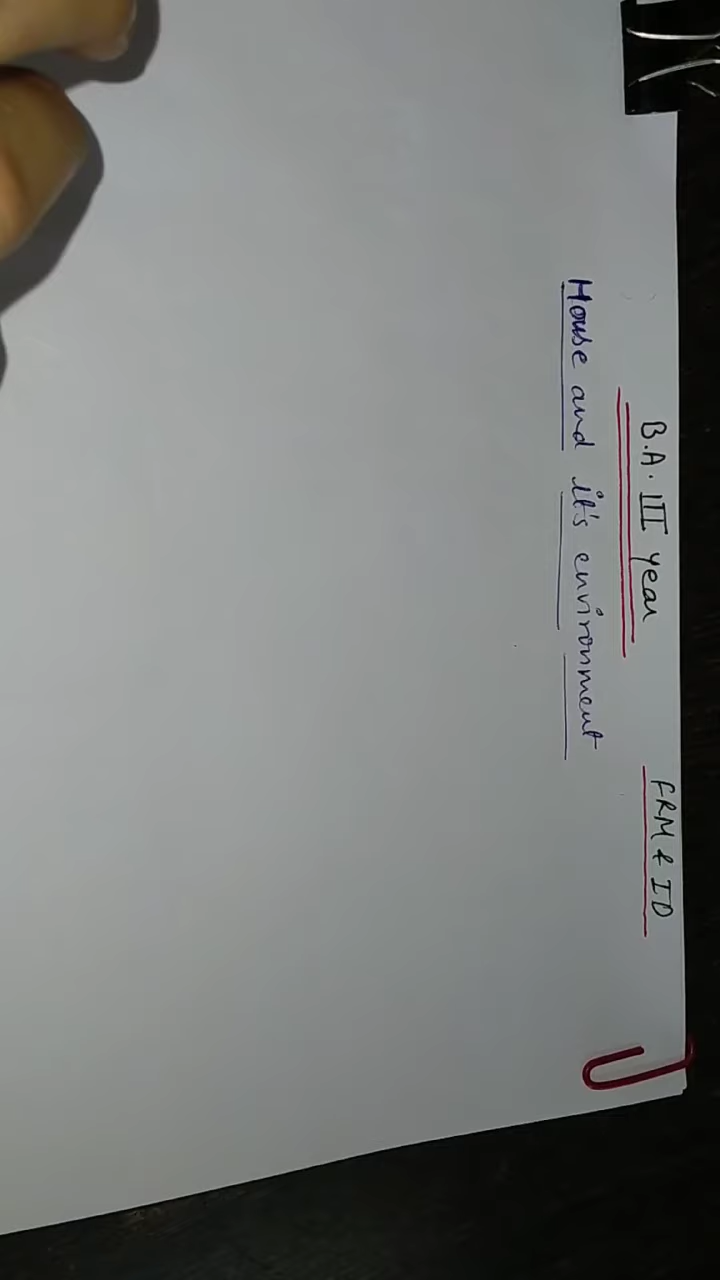 B.A. III year FRM & ID
House and it's environment